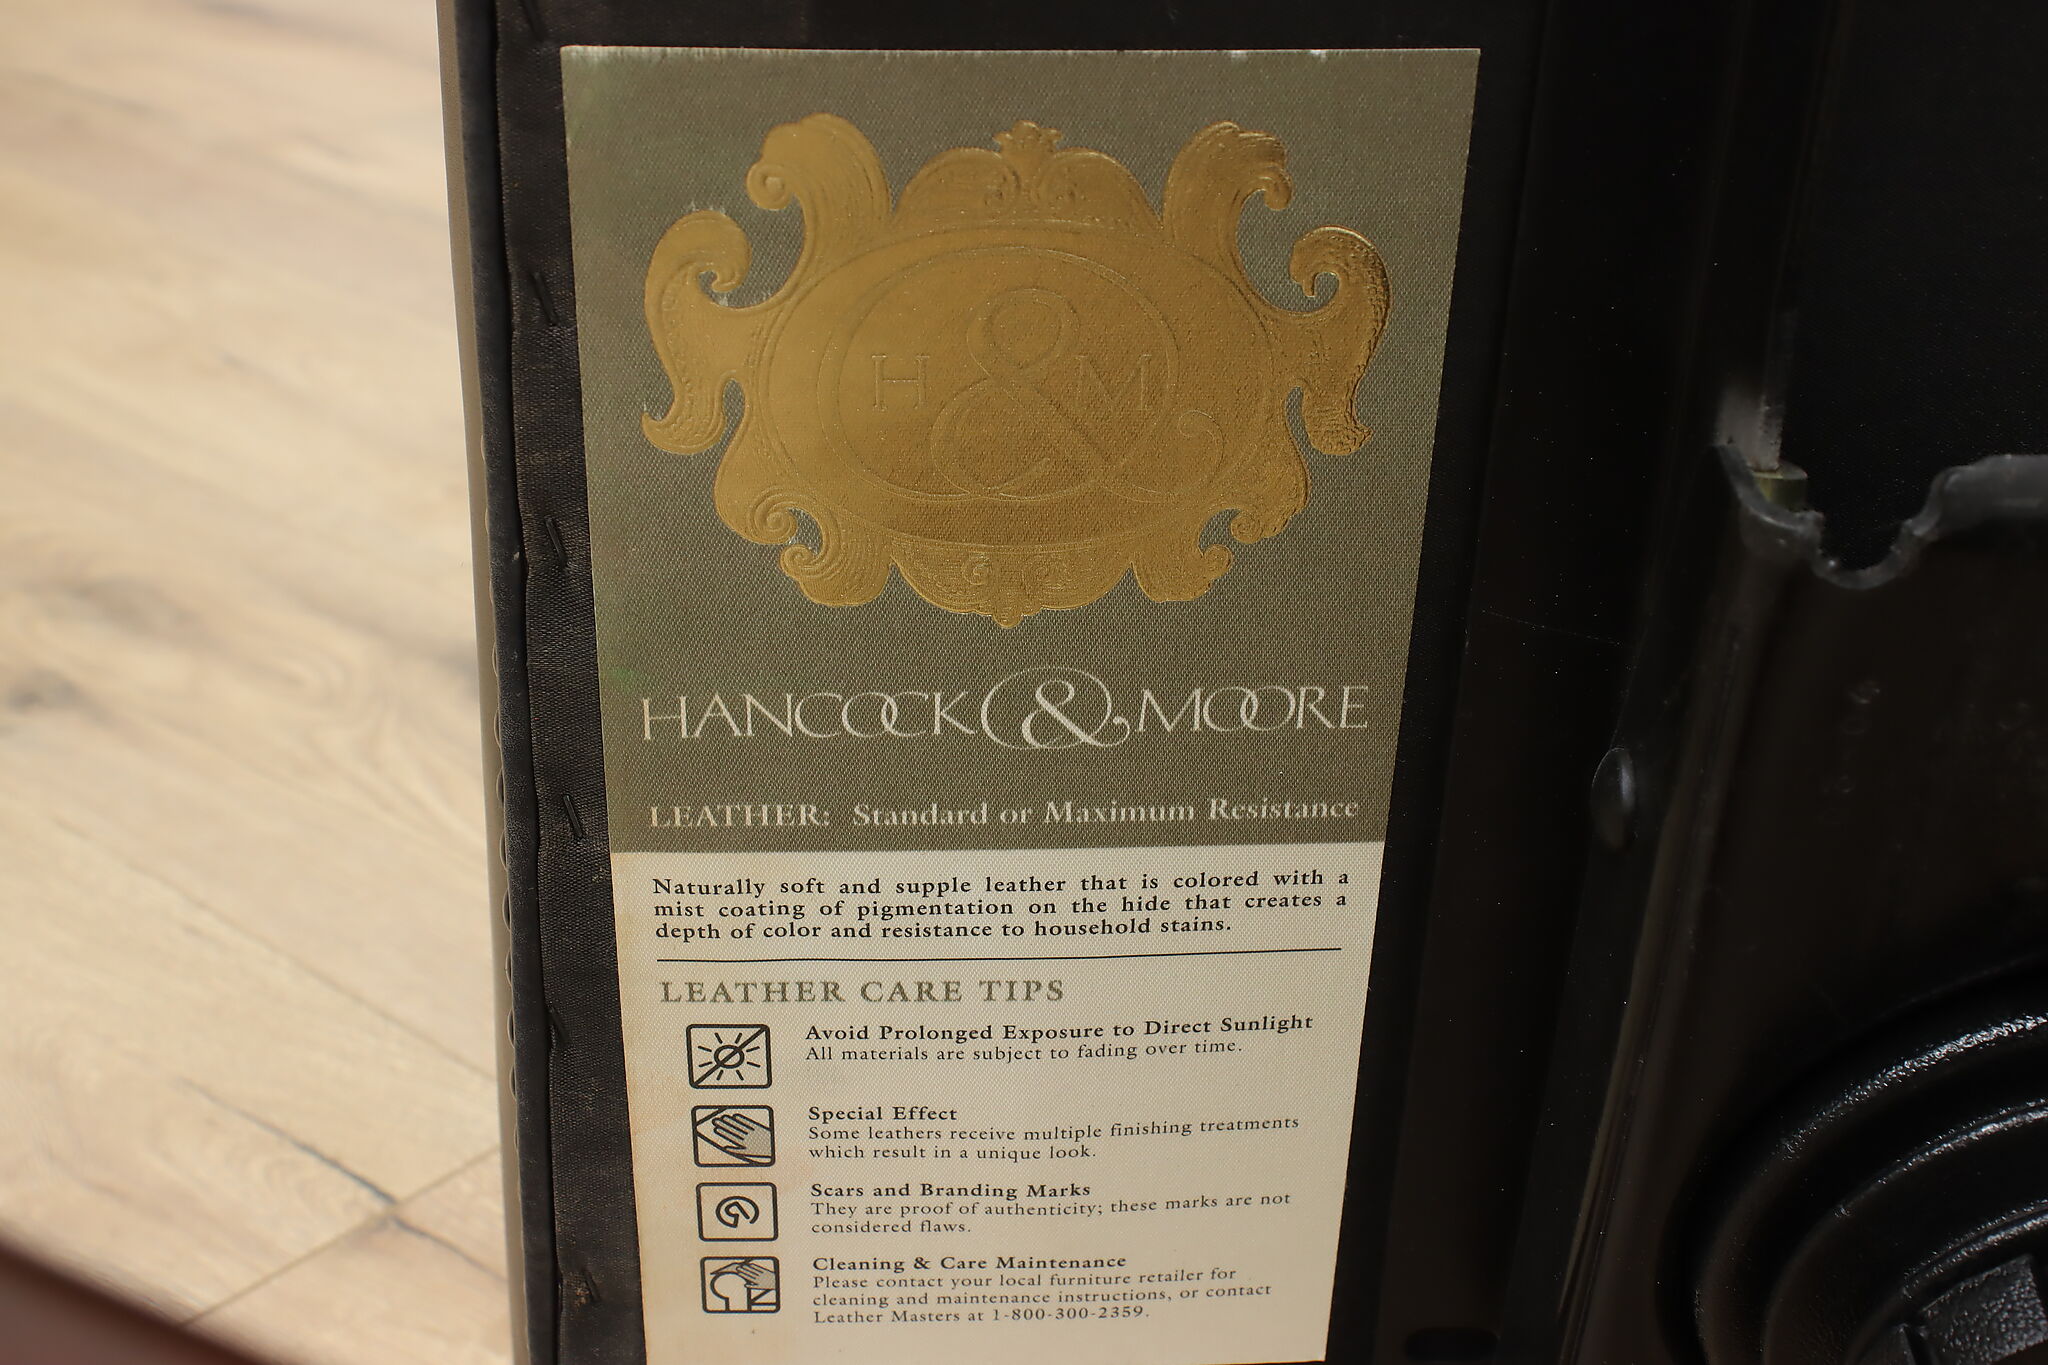 H & M
HANCOCK & MOORE
LEATHER: Standard or Maximum Resistance
Naturally soft and supple leather that is colored with a
mist coating of pigmentation on the hide that creates a
depth of color and resistance to household stains.
LEATHER CARE TIPS
Avoid Prolonged Exposure to Direct Sunlight
All materials are subject to fading over time.
Special Effect
Some leathers receive multiple finishing treatments
which result in a unique look.
Scars and Branding Marks
They are proof of authenticity; these marks are not
considered flaws.
Cleaning & Care Maintenance
Please contact your local furniture retailer for
cleaning and maintenance instructions, or contact
Leather Masters at 1-800-300-2359.